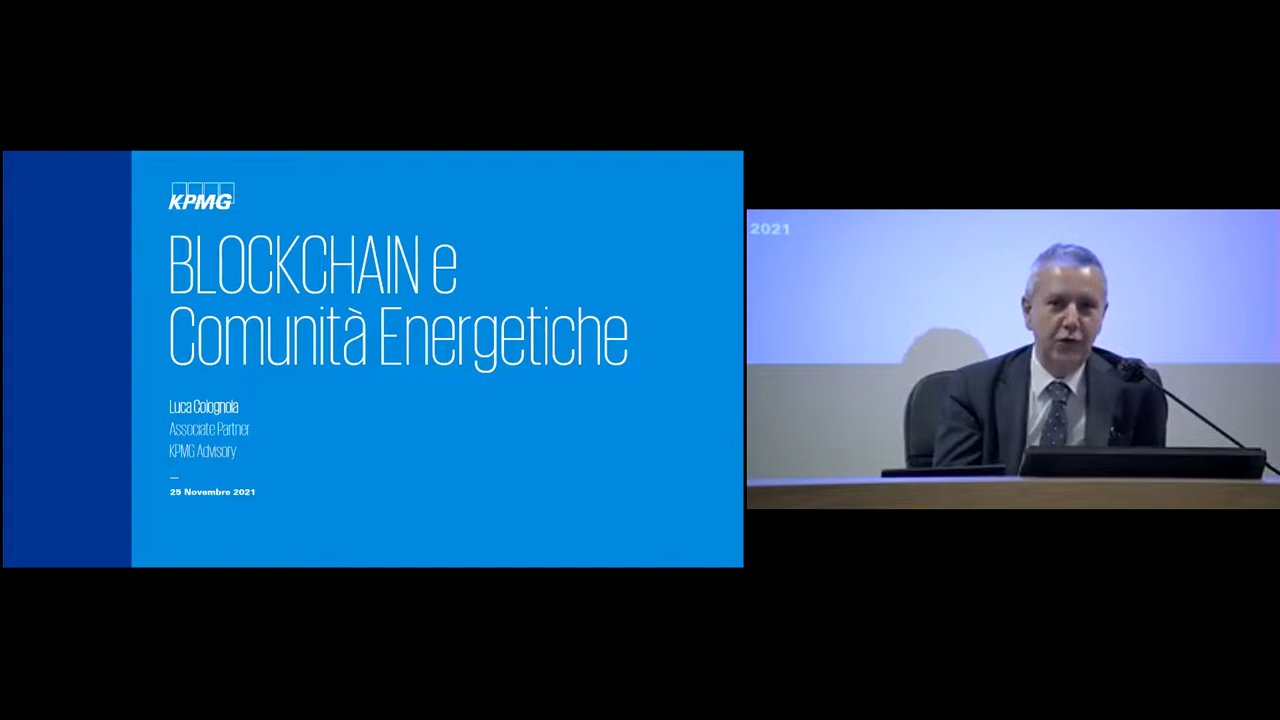 KPMG
BLOCKCHAIN e
Comunità Energetiche
Luca Colognola
Associate Partner
KPMG Advisory
25 Novembre 2021
2021